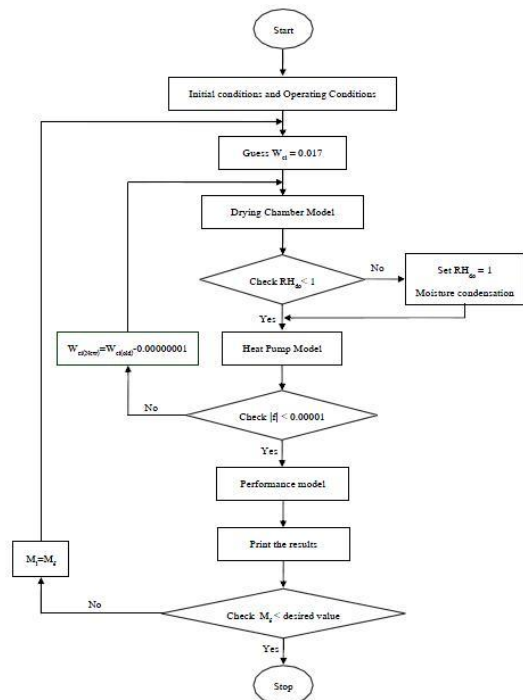 Start
Initial conditions and Operating Conditions
Guess W_ci = 0.017
Drying Chamber Model
Check RH_do < 1
No
Set RH_do = 1
Moisture condensation
Yes
W_ci(New)=W_ci(old)-0.00000001
Heat Pump Model
Check |f| < 0.00001
No
Yes
Performance model
Print the results
Check M_f < desired value
No
Yes
Stop